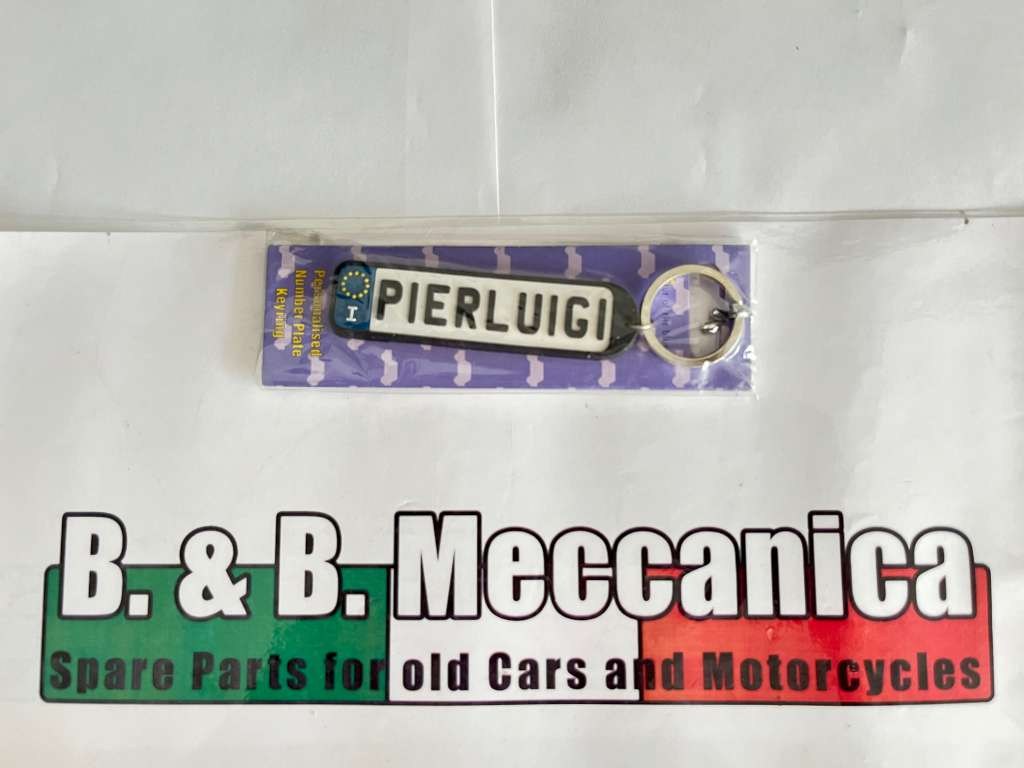 Personalised
Number Plate
Keyring
I
PIERLUIGI
B. & B. Meccanica
Spare Parts for old Cars and Motorcycles